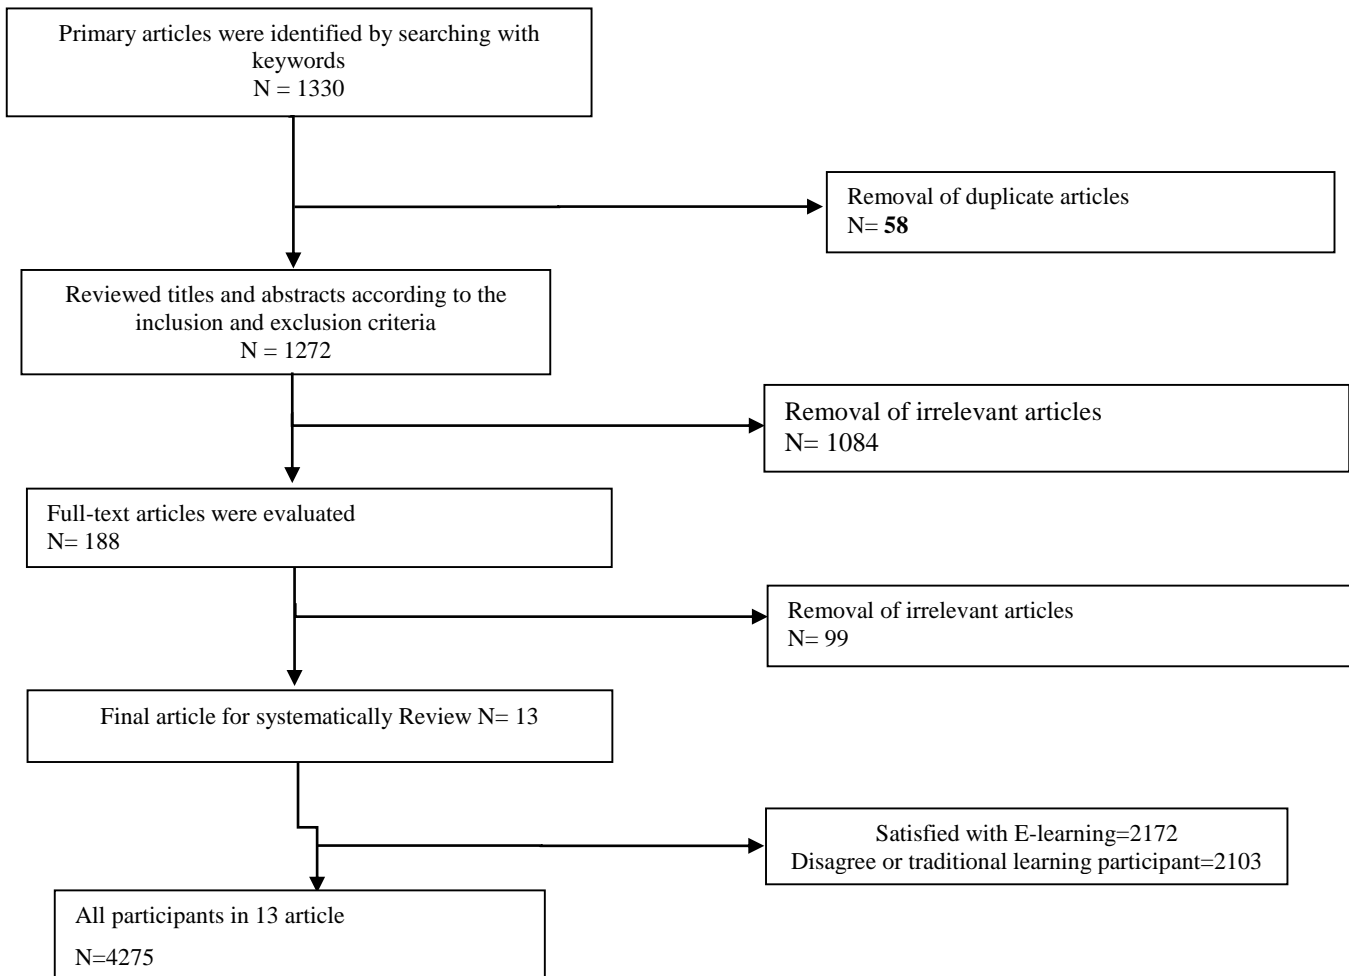 Primary articles were identified by searching with
keywords
N = 1330
Removal of duplicate articles
N= 58
Reviewed titles and abstracts according to the
inclusion and exclusion criteria
N = 1272
Removal of irrelevant articles
N= 1084
Full-text articles were evaluated
N= 188
Removal of irrelevant articles
N= 99
Final article for systematically Review N= 13
Satisfied with E-learning=2172
Disagree or traditional learning participant=2103
All participants in 13 article
N=4275